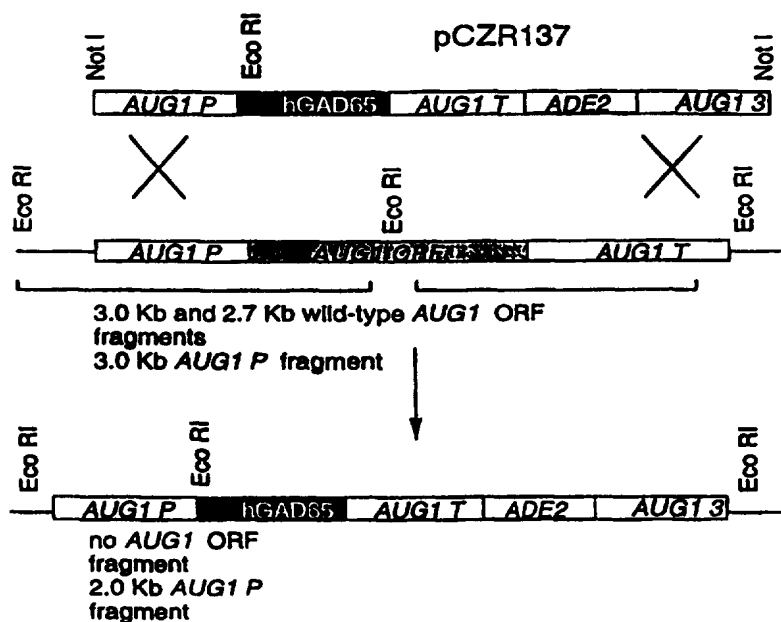 pCZR137
Not I
Eco RI
Not I
AUG1 P hGAD65 AUG1 T ADE2 AUG1 3
Eco RI
Eco RI
Eco RI
AUG1 P AUG1 ORF AUG1 T
3.0 Kb and 2.7 Kb wild-type AUG1 ORF
fragments
3.0 Kb AUG1 P fragment
Eco RI
Eco RI
Eco RI
AUG1 P hGAD65 AUG1 T ADE2 AUG1 3
no AUG1 ORF
fragment
2.0 Kb AUG1 P
fragment